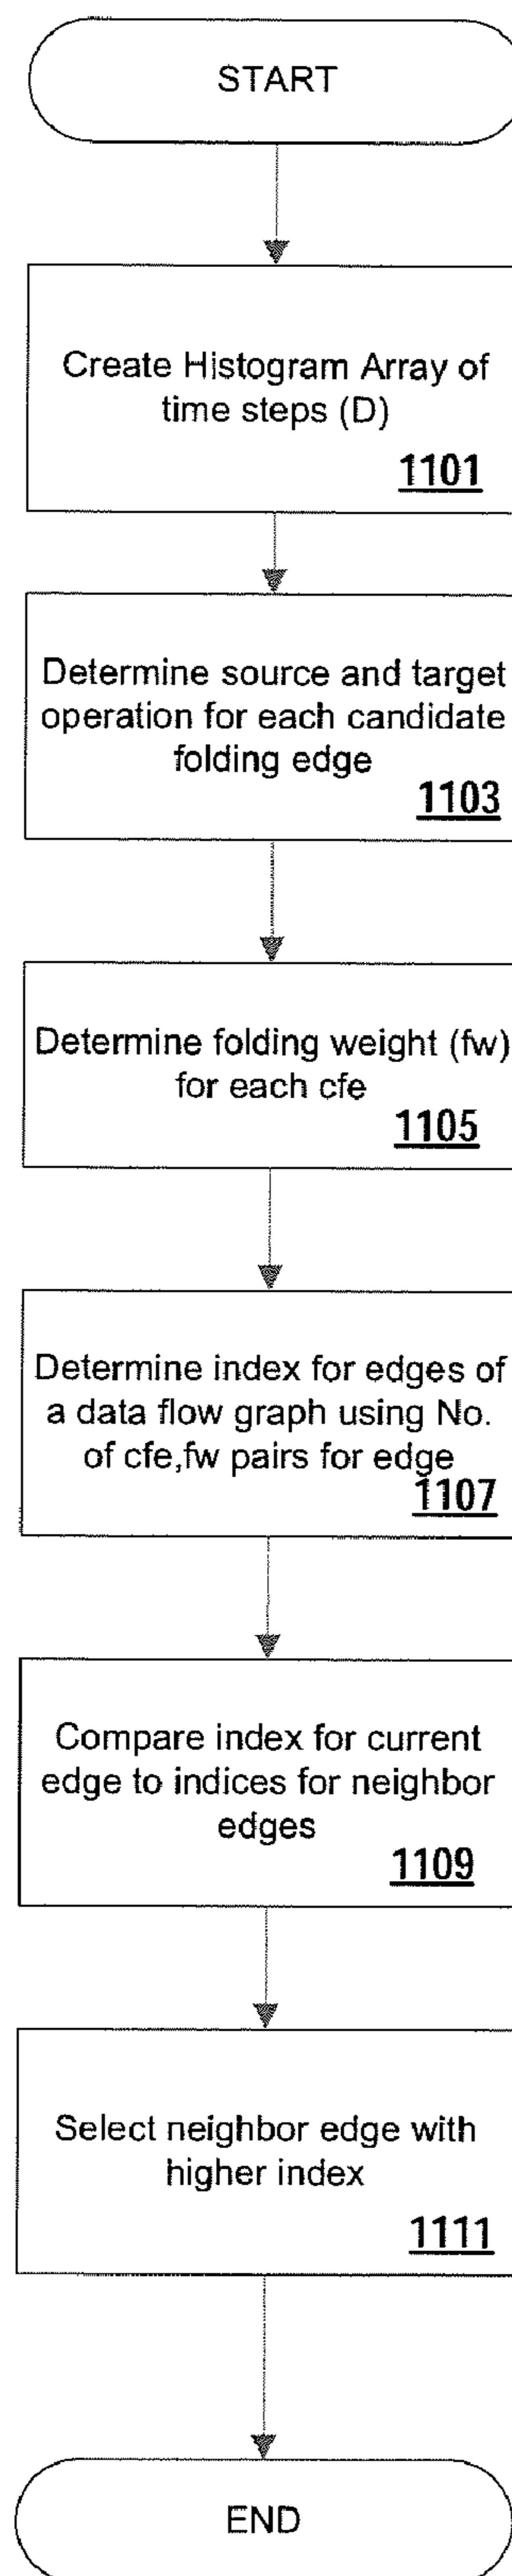 START
Create Histogram Array of
time steps (D)
1101
Determine source and target
operation for each candidate
folding edge
1103
Determine folding weight (fw)
for each cfe
1105
Determine index for edges of
a data flow graph using No.
of cfe,fw pairs for edge
1107
Compare index for current
edge to indices for neighbor
edges
1109
Select neighbor edge with
higher index
1111
END